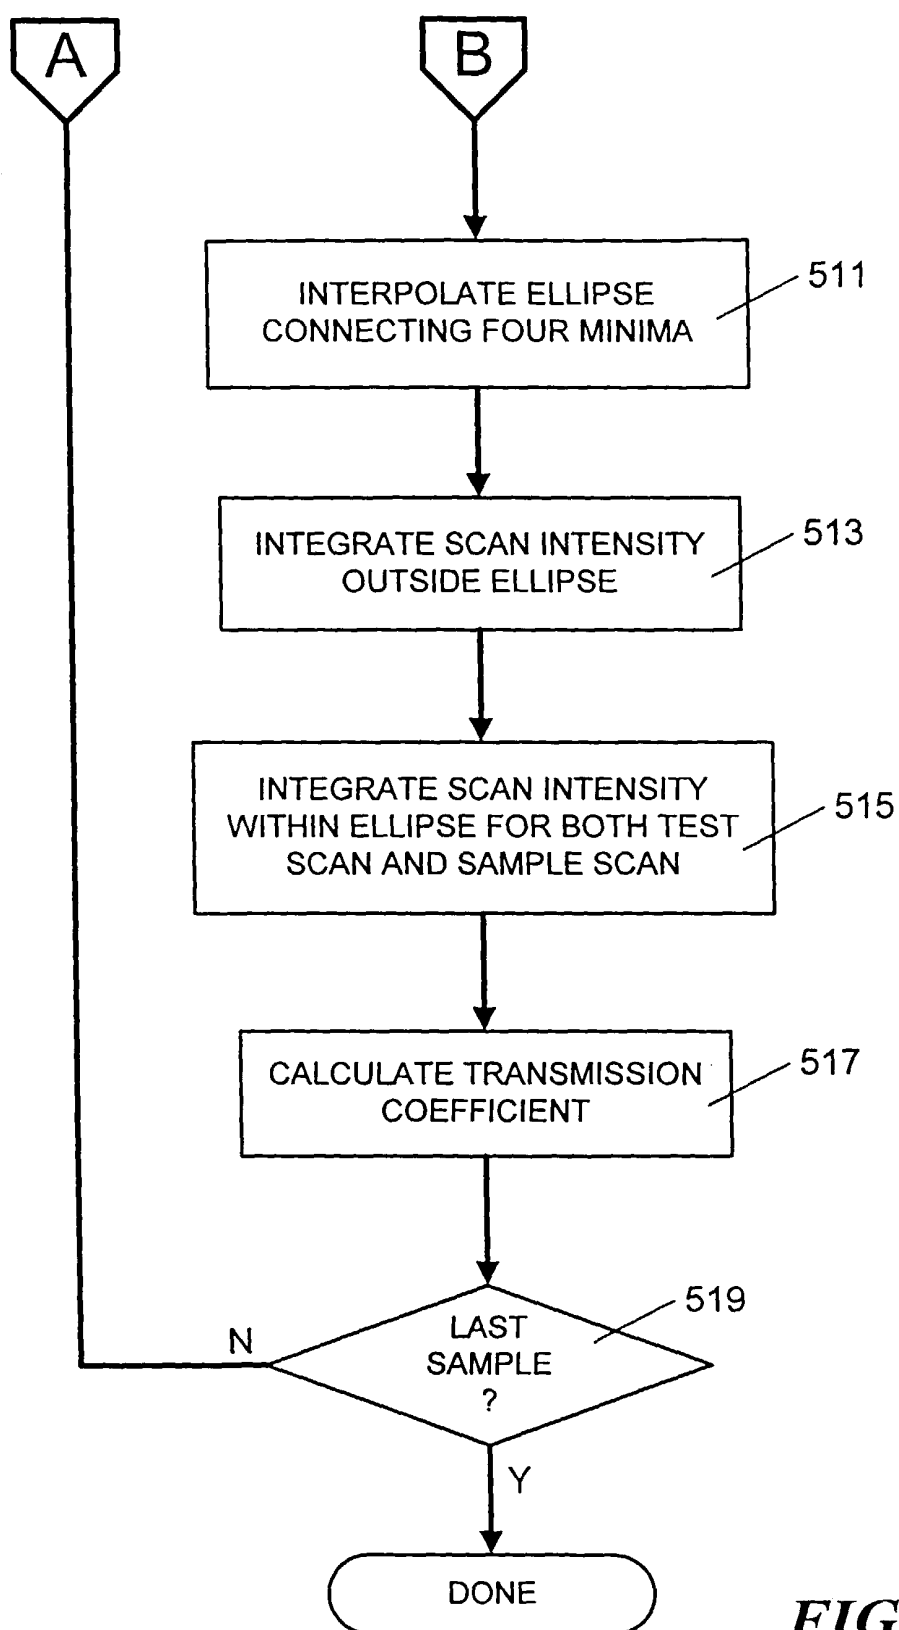 A
B
INTERPOLATE ELLIPSE
CONNECTING FOUR MINIMA
511
INTEGRATE SCAN INTENSITY
OUTSIDE ELLIPSE
513
INTEGRATE SCAN INTENSITY
WITHIN ELLIPSE FOR BOTH TEST
SCAN AND SAMPLE SCAN
515
CALCULATE TRANSMISSION
COEFFICIENT
517
LAST
SAMPLE
?
519
N
Y
DONE
FIG